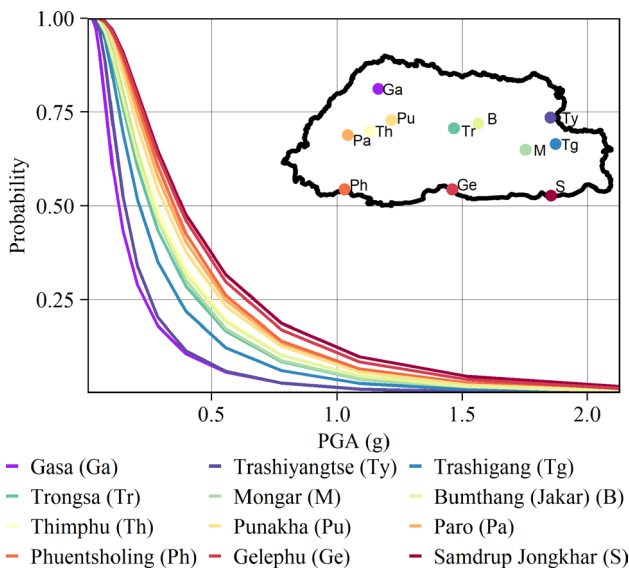 1.00
0.75
0.50
0.25
Probability
Ga
Pu
Th
Pa
Tr
B
Ty
Tg
M
Ph
Ge
S
0.5 1.0 1.5 2.0
PGA (g)
Gasa (Ga) Trashiyangtse (Ty) Trashigang (Tg)
Trongsa (Tr) Mongar (M) Bumthang (Jakar) (B)
Thimphu (Th) Punakha (Pu) Paro (Pa)
Phuentsholing (Ph) Gelephu (Ge) Samdrup Jongkhar (S)